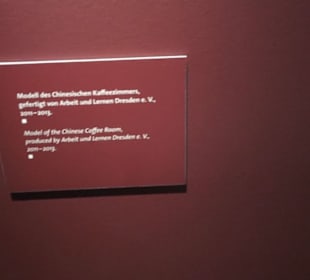 Modell des Chinesischen Kaffeezimmers,
gefertigt von Arbeit und Lernen Dresden e. V.,
2011–2013.
Model of the Chinese Coffee Room,
produced by Arbeit und Lernen Dresden e. V.,
2011–2013.